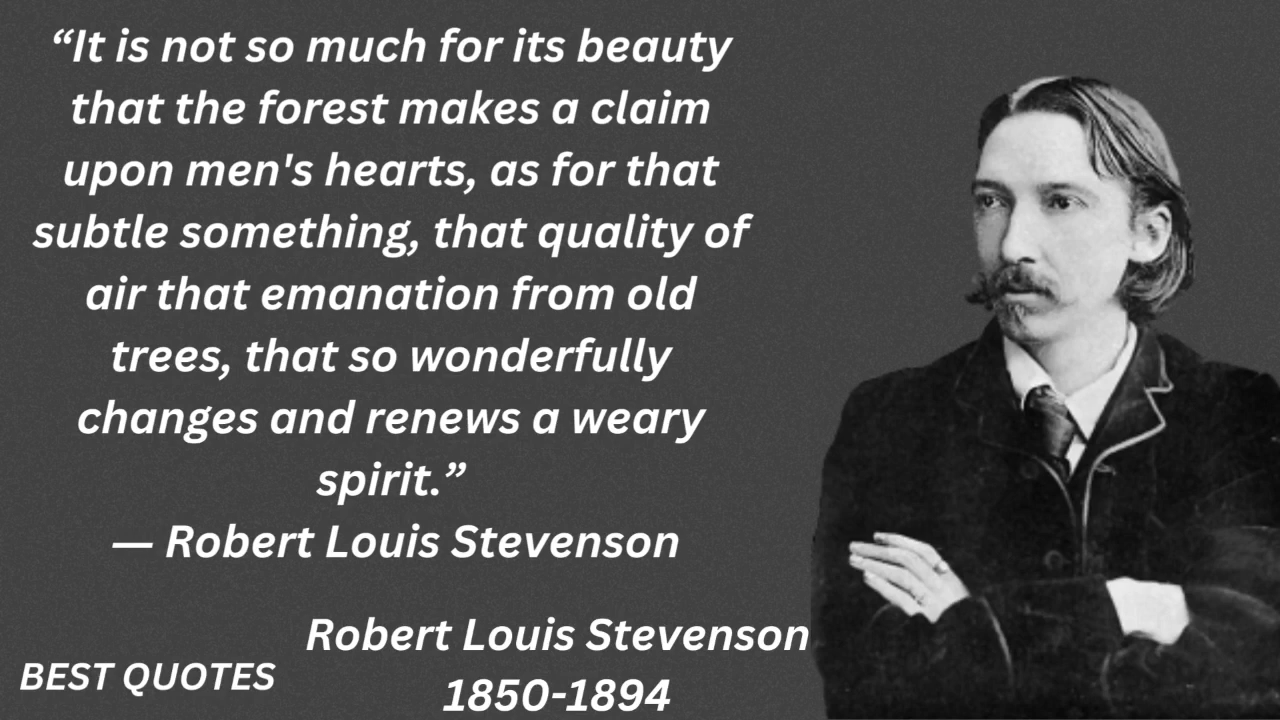 “It is not so much for its beauty
that the forest makes a claim
upon men's hearts, as for that
subtle something, that quality of
air that emanation from old
trees, that so wonderfully
changes and renews a weary
spirit.”
— Robert Louis Stevenson
Robert Louis Stevenson
1850-1894
BEST QUOTES